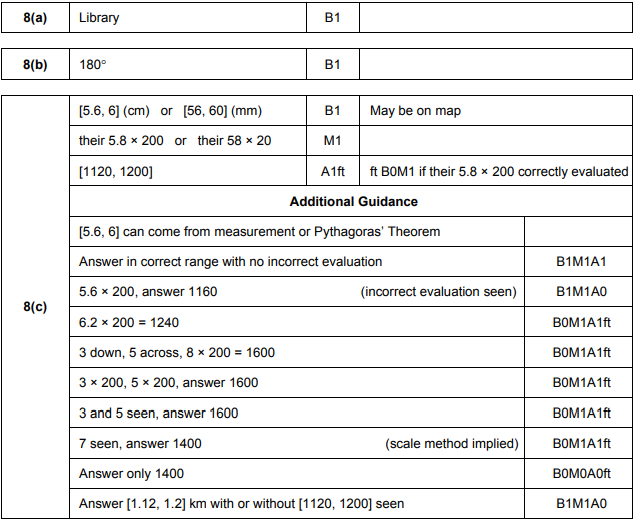 8(a) Library B1
8(b) 180° B1
[5.6, 6] (cm) or [56, 60] (mm) B1 May be on map
their 5.8 × 200 or their 58 × 20 M1
[1120, 1200] A1ft ft B0M1 if their 5.8 × 200 correctly evaluated
Additional Guidance
[5.6, 6] can come from measurement or Pythagoras' Theorem
Answer in correct range with no incorrect evaluation B1M1A1
8(c)
5.6 × 200, answer 1160 (incorrect evaluation seen) B1M1A0
6.2 × 200 = 1240 B0M1A1ft
3 down, 5 across, 8 × 200 = 1600 B0M1A1ft
3 × 200, 5 × 200, answer 1600 B0M1A1ft
3 and 5 seen, answer 1600 B0M1A1ft
7 seen, answer 1400 (scale method implied) B0M1A1ft
Answer only 1400 B0M0A0ft
Answer [1.12, 1.2] km with or without [1120, 1200] seen B1M1A0